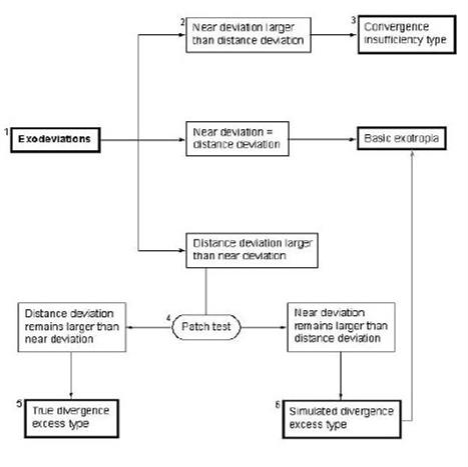 2
Near deviation larger
than distance deviation
3
Convergence
insufficiency type
1
Exodeviations
Near deviation =
distance deviation
Basic exotropia
Distance deviation larger
than near deviation
Distance deviation
remains larger than
near deviation
4
Patch test
Near deviation
remains larger than
distance deviation
5
True divergence
excess type
6
Simulated divergence
excess type